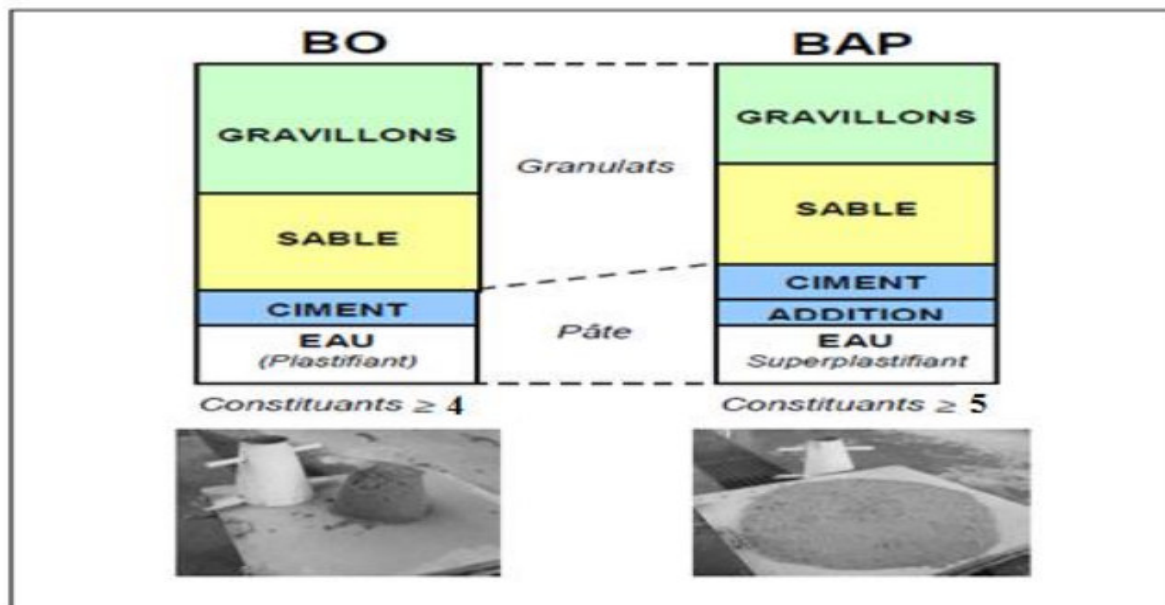 BO
BAP
GRAVILLONS
GRAVILLONS
Granulats
SABLE
SABLE
CIMENT
CIMENT
Pâte
ADDITION
EAU
EAU
(Plastifiant)
Superplastifiant
Constituants ≥ 4
Constituants ≥ 5